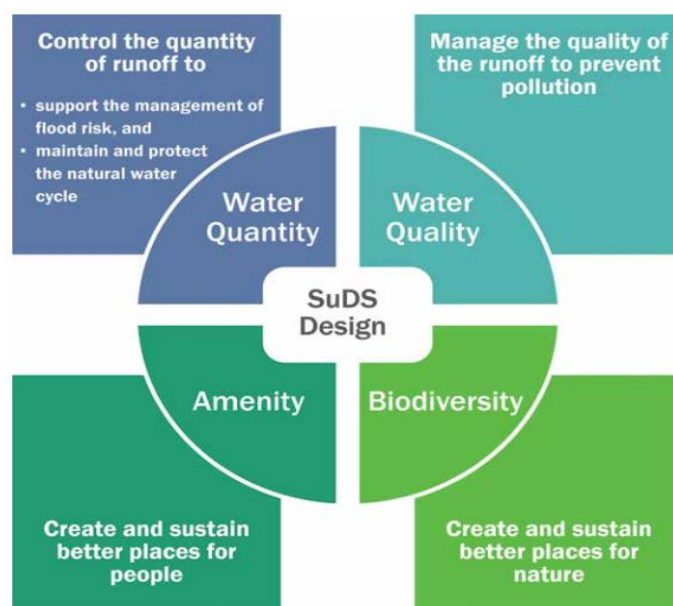 Control the quantity
of runoff to
• support the management of
flood risk, and
• maintain and protect
the natural water
cycle
Manage the quality of
the runoff to prevent
pollution
Water
Quantity
Water
Quality
SuDS
Design
Amenity
Biodiversity
Create and sustain
better places for
people
Create and sustain
better places for
nature